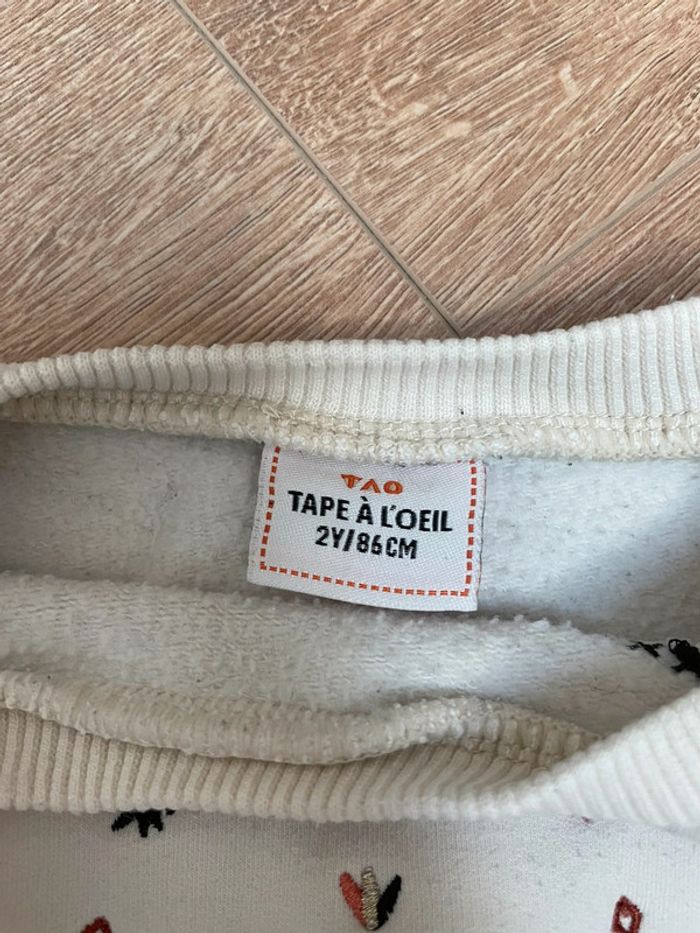 TAO
TAPE À L'OEIL
2Y/86CM